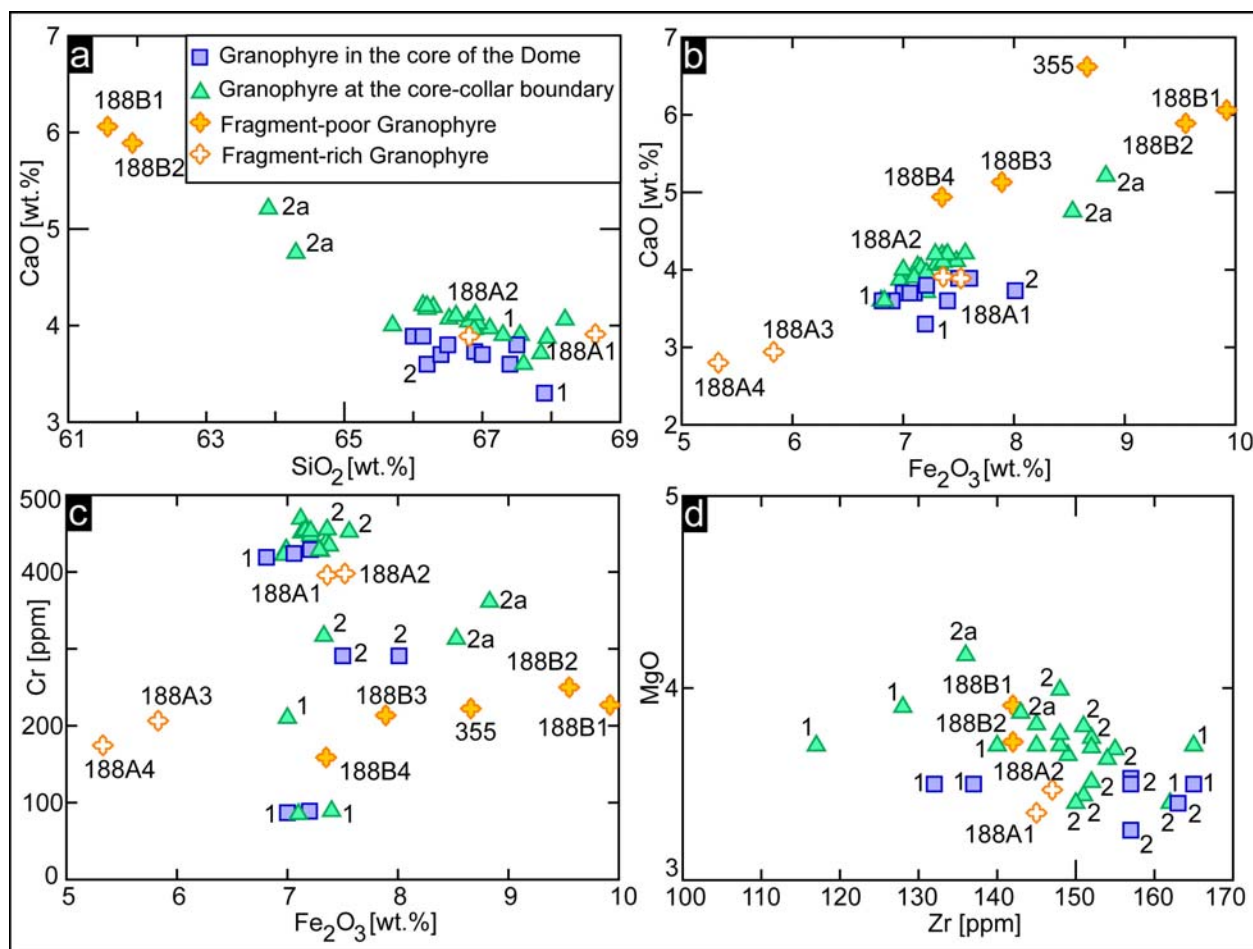 a
7
6
5
4
3
CaO [wt.%]
61
63
65
67
69
SiO2 [wt.%]
Granophyre in the core of the Dome
Granophyre at the core-collar boundary
Fragment-poor Granophyre
Fragment-rich Granophyre
188B1
188B2
2a
2a
188A2
1
188A1
2
1
b
7
6
5
4
3
2
CaO [wt.%]
5
6
7
8
9
10
Fe2O3 [wt.%]
355
188B1
188B2
188B4
188B3
2a
2a
188A2
1
2
188A1
1
188A3
188A4
c
500
400
300
200
100
0
Cr [ppm]
5
6
7
8
9
10
Fe2O3 [wt.%]
2
2
1
188A1
188A2
2
2
2
2a
2a
188B2
188A3
188B3
355
188B1
188A4
1
188B4
1
1
d
5
4
3
MgO
100
110
120
130
140
150
160
170
Zr [ppm]
2a
188B1
2
1
2a
2
188B2
2
1
1
1
188A2
2
1
1
2
1
1
2
188A1
2
2
2
2
2